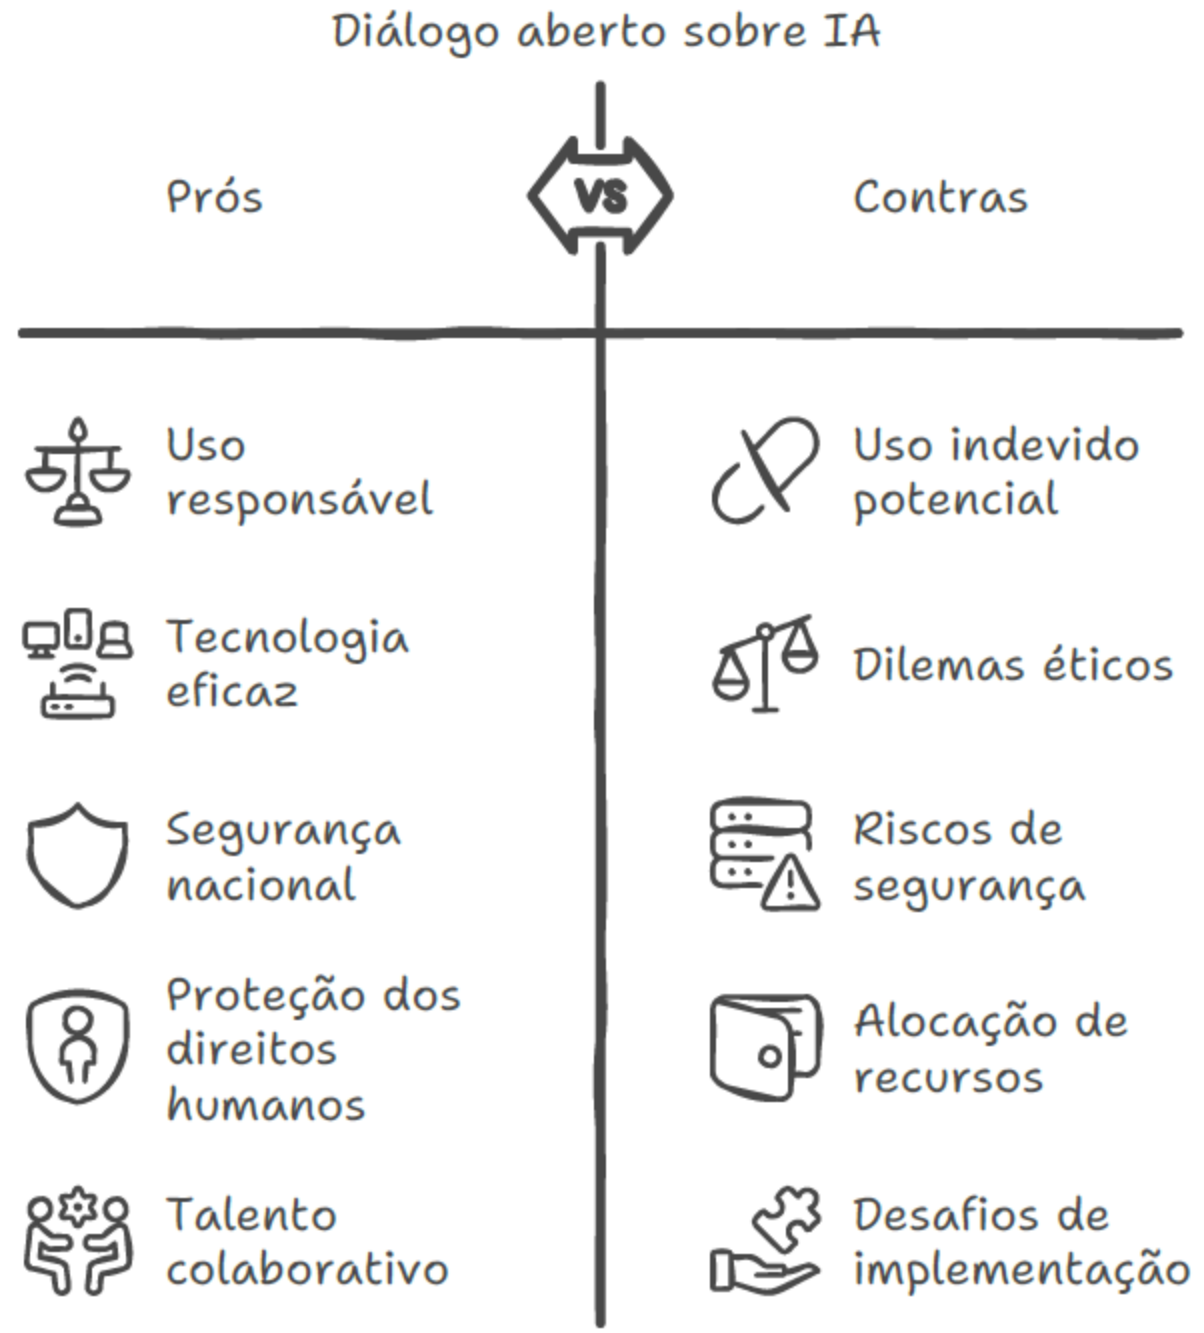 Diálogo aberto sobre IA
Prós
VS
Contras
Uso
responsável
Uso indevido
potencial
Tecnologia
eficaz
Dilemas éticos
Segurança
nacional
Riscos de
segurança
Proteção dos
direitos
humanos
Alocação de
recursos
Talento
colaborativo
Desafios de
implementação